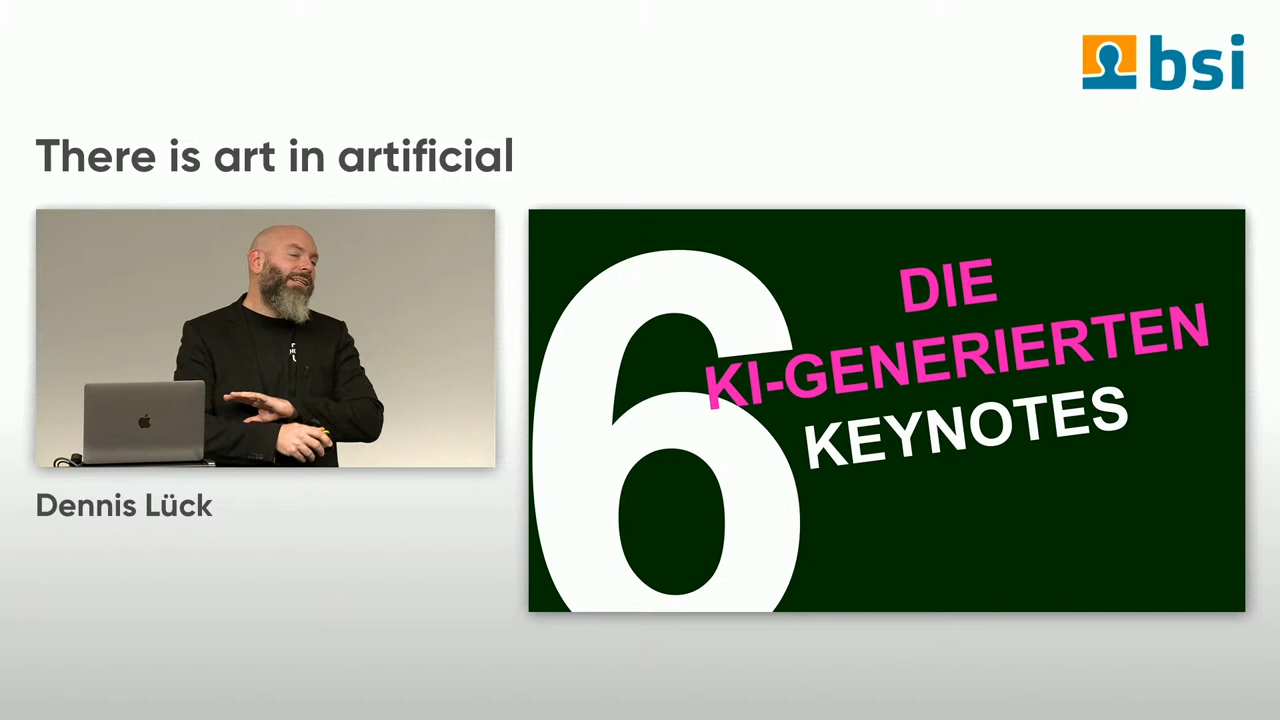 bsi
There is art in artificial
6
DIE
KI-GENERIERTEN
KEYNOTES
Dennis Lück